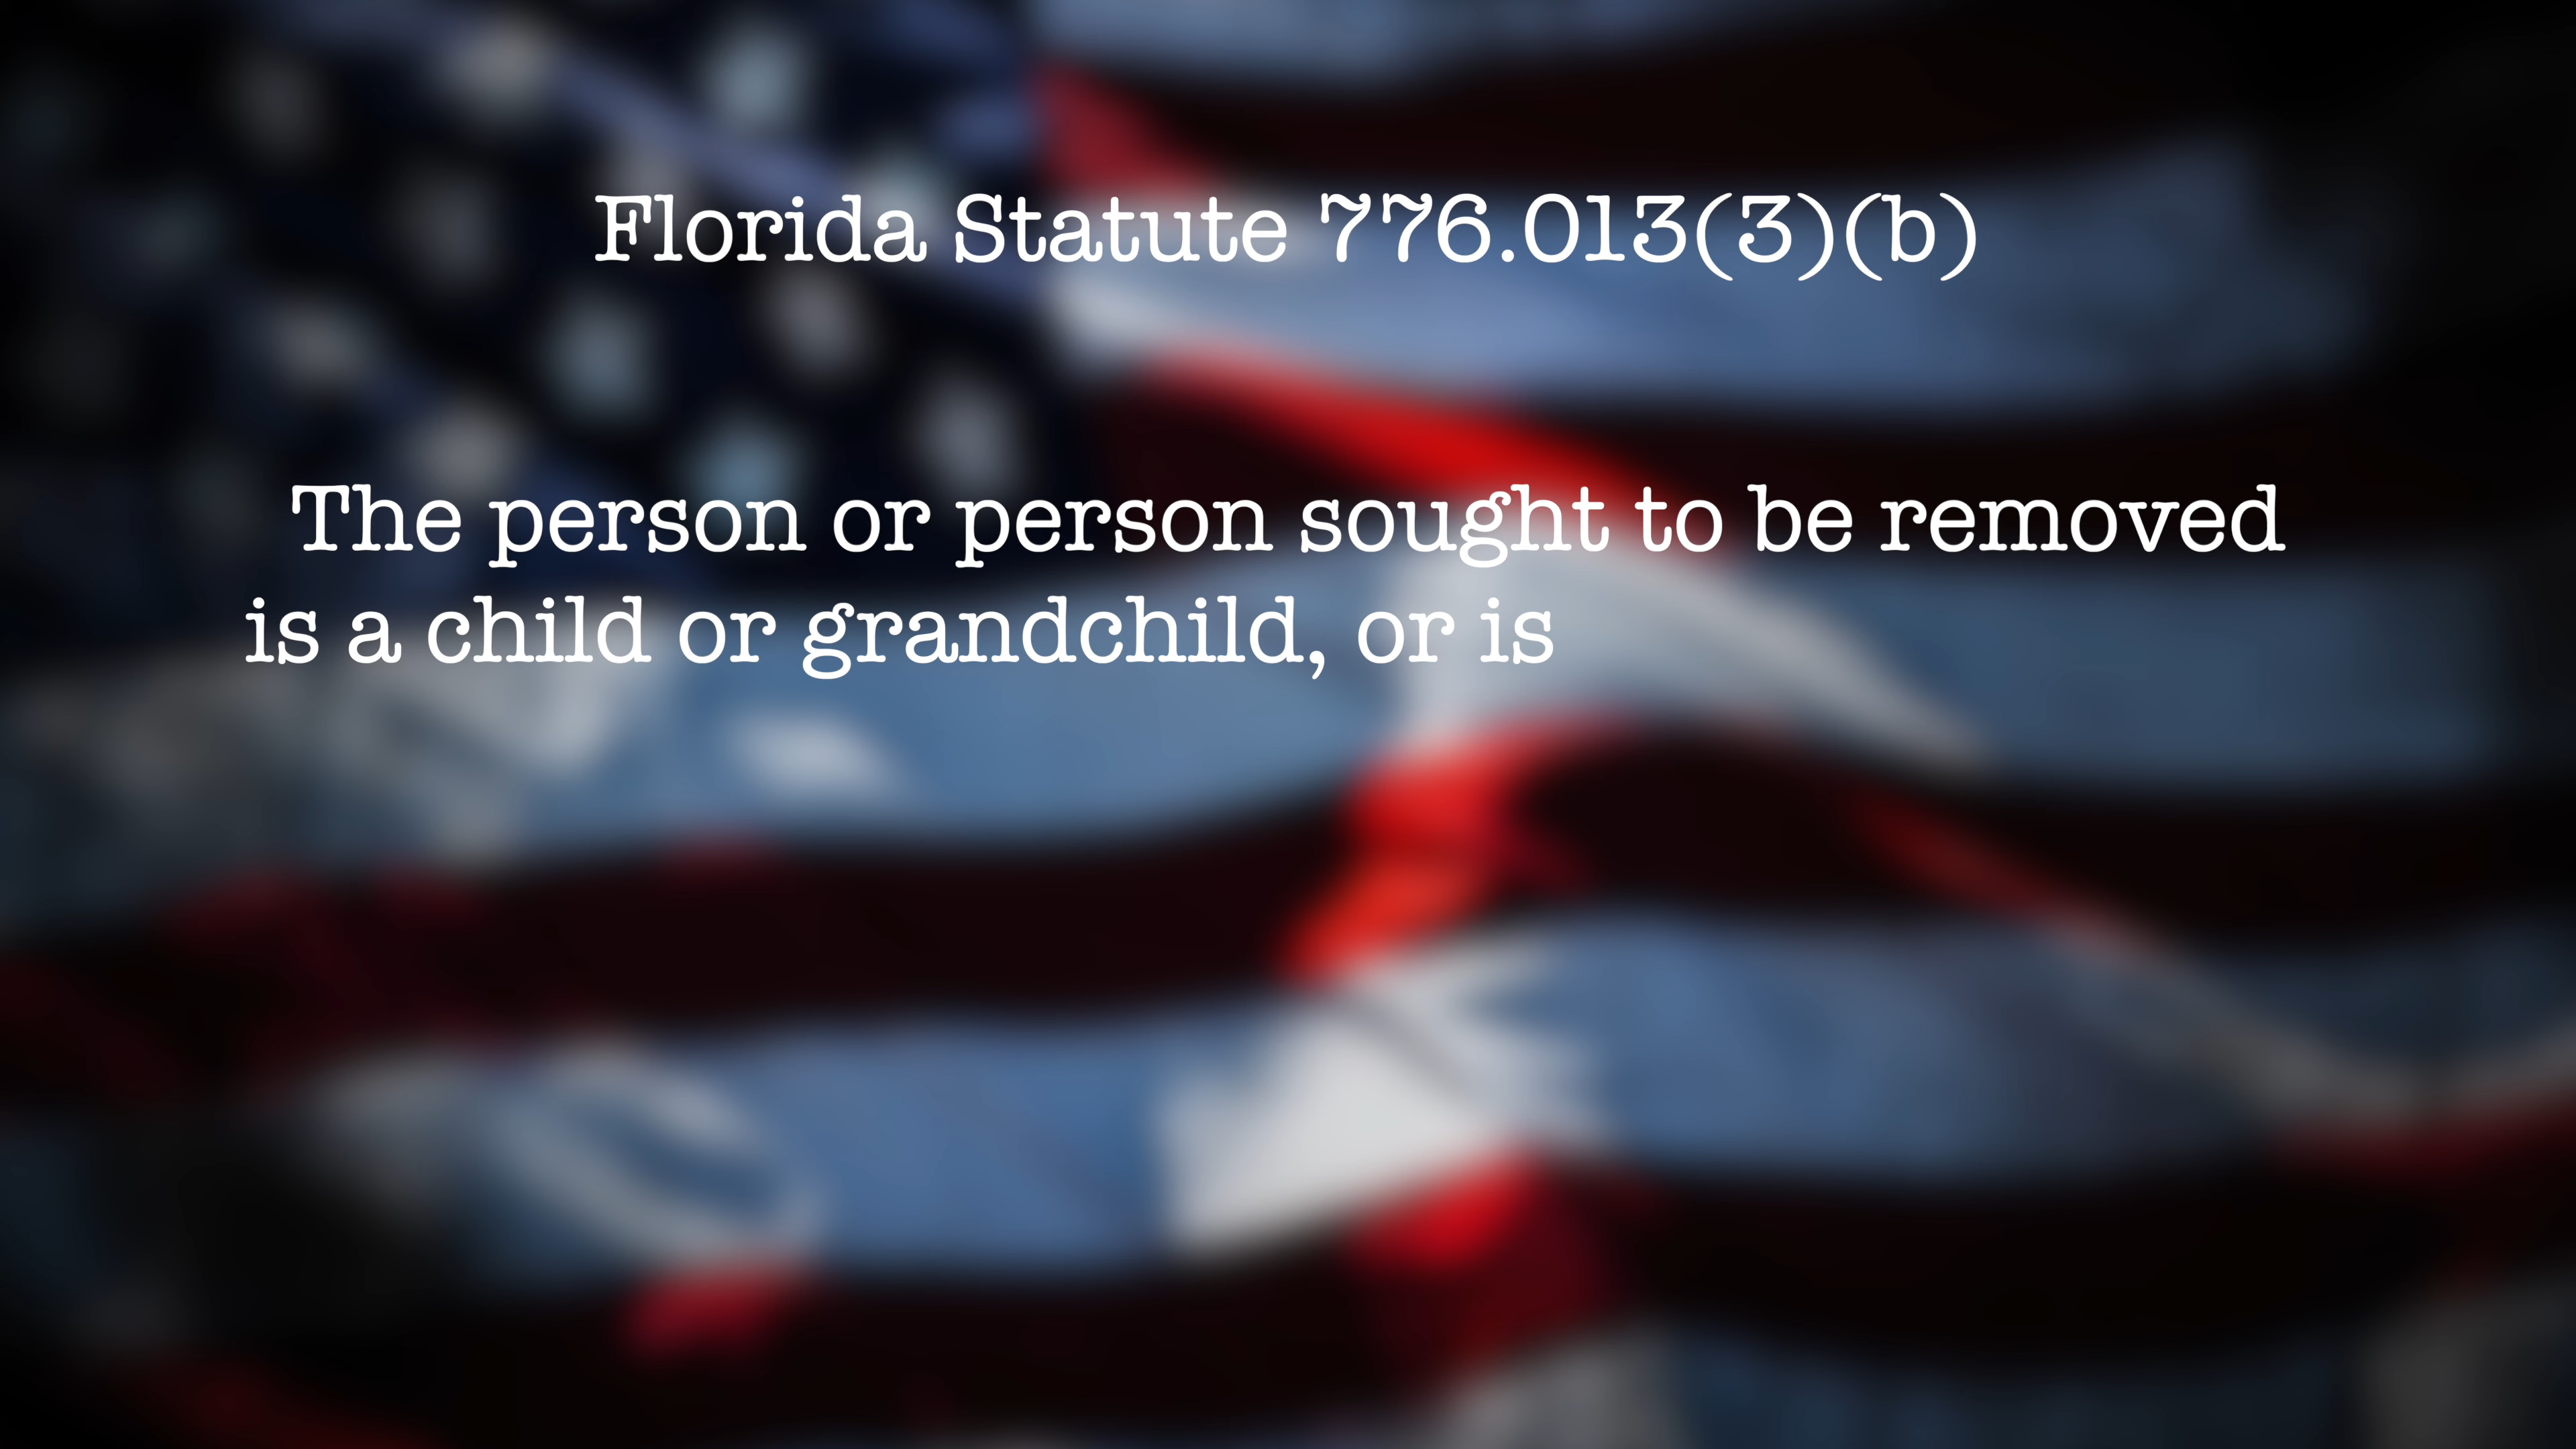 Florida Statute 776.013(3)(b)
The person or person sought to be removed
is a child or grandchild, or is